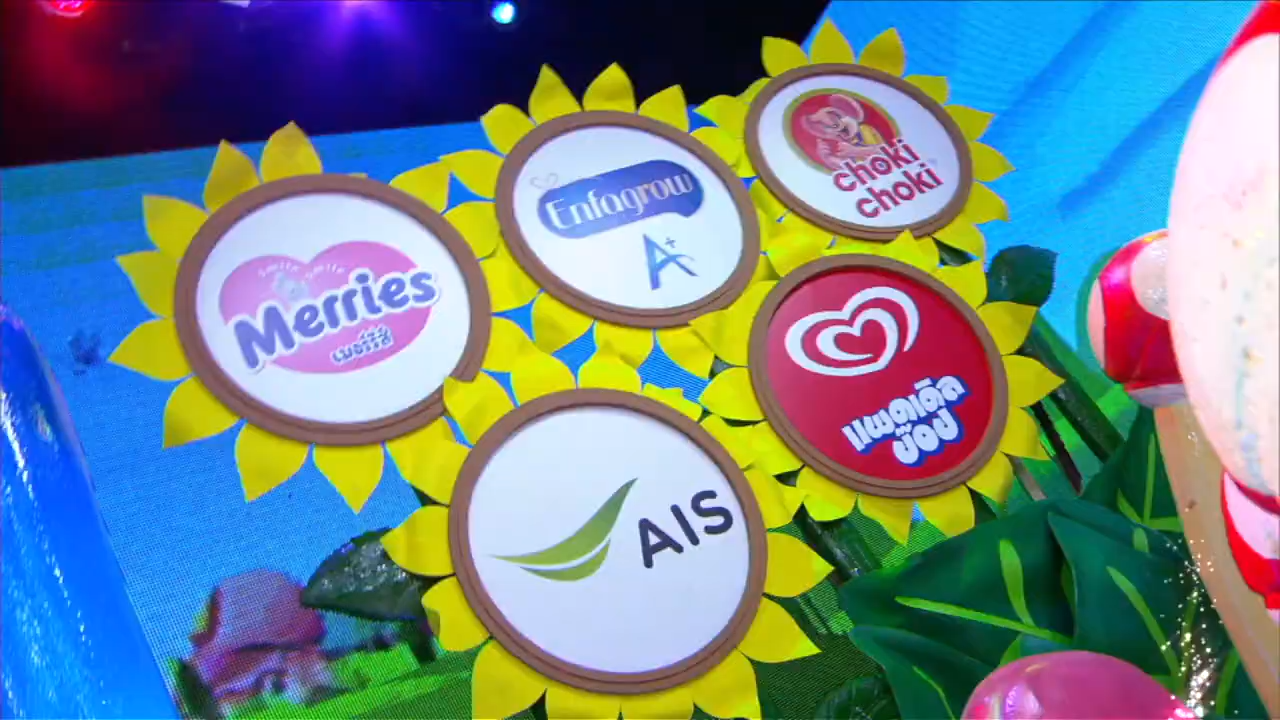 Smile Smile
Merries
เมอร์รี่ส์
Enfagrow
A+
choki
choki
แพดเดิล
ป๊อป
AIS